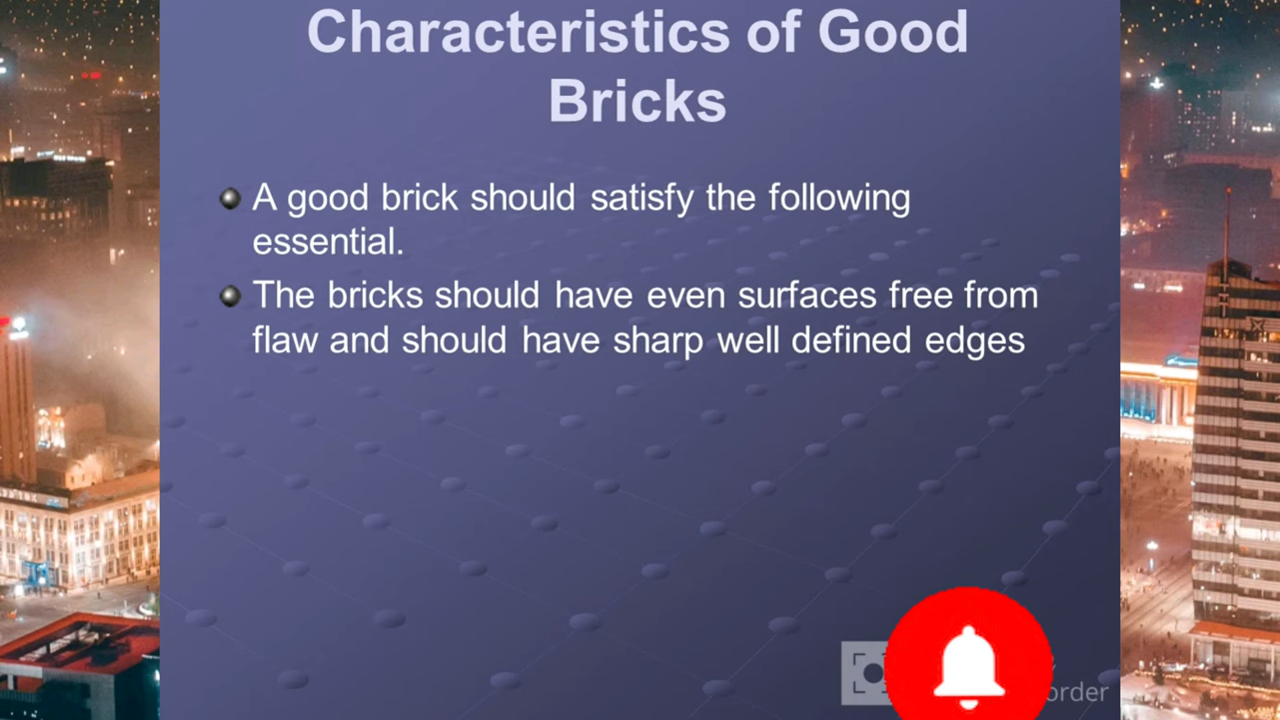 Characteristics of Good
Bricks
A good brick should satisfy the following
essential.
The bricks should have even surfaces free from
flaw and should have sharp well defined edges